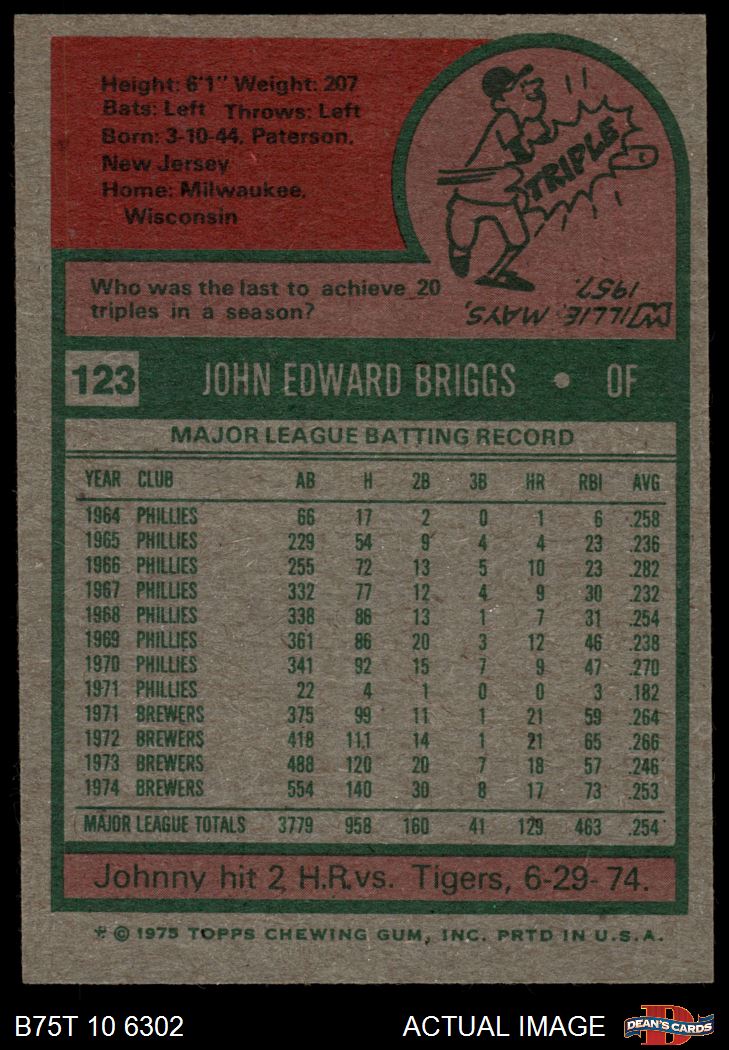 Height: 6'1" Weight: 207
Bats: Left Throws: Left
Born: 3-10-44, Paterson,
New Jersey
Home: Milwaukee,
Wisconsin
TRIPLE
Who was the last to achieve 20
triples in a season?
WILLIE MAYS,
1957.
123 JOHN EDWARD BRIGGS • OF
MAJOR LEAGUE BATTING RECORD
YEAR CLUB AB H 2B 3B HR RBI AVG
1964 PHILLIES 66 17 2 0 1 6 .258
1965 PHILLIES 229 54 9 4 4 23 .236
1966 PHILLIES 255 72 13 5 10 23 .282
1967 PHILLIES 332 77 12 4 9 30 .232
1968 PHILLIES 338 86 13 1 7 31 .254
1969 PHILLIES 361 86 20 3 12 46 .238
1970 PHILLIES 341 92 15 7 9 47 .270
1971 PHILLIES 22 4 1 0 0 3 .182
1971 BREWERS 375 99 11 1 21 59 .264
1972 BREWERS 418 111 14 1 21 65 .266
1973 BREWERS 488 120 20 7 18 57 .246
1974 BREWERS 554 140 30 8 17 73 .253
MAJOR LEAGUE TOTALS 3779 958 160 41 129 463 .254
Johnny hit 2 H.R. vs. Tigers, 6-29-74.
* © 1975 TOPPS CHEWING GUM, INC. PRTD IN U.S.A.
B75T 10 6302 ACTUAL IMAGE DEAN'S CARDS